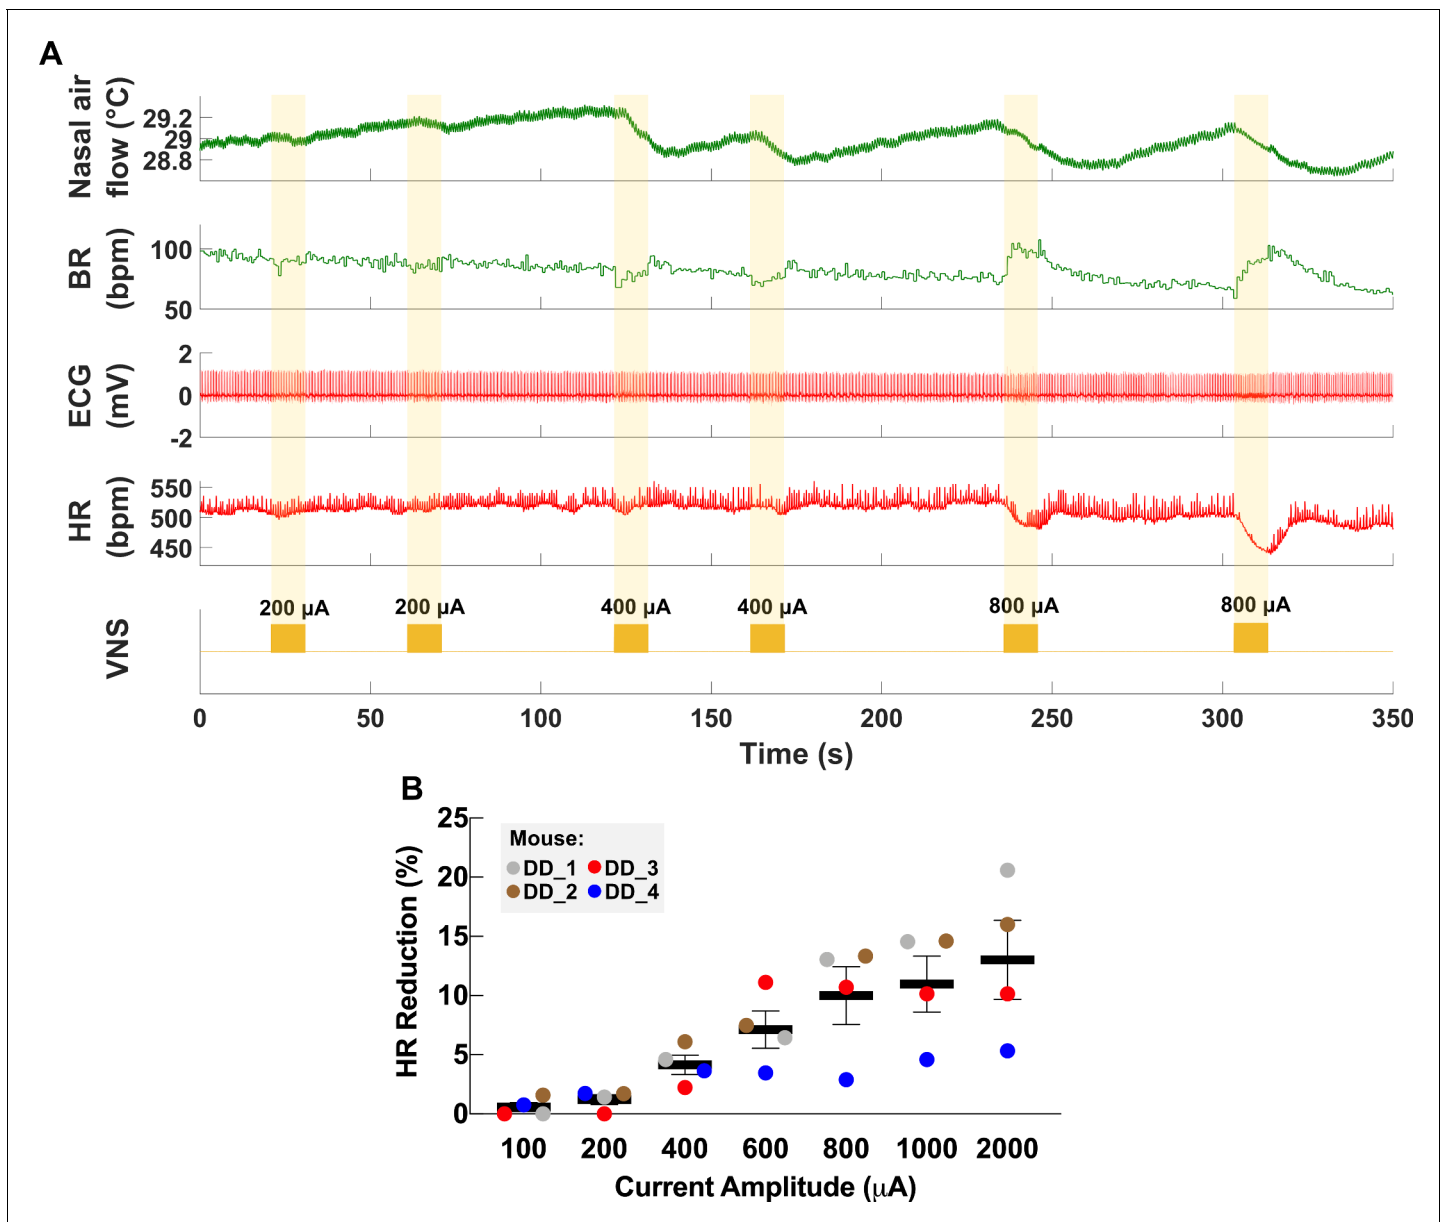 A
Nasal air
flow (°C)
29.2
29
28.8
BR
(bpm)
100
50
ECG
(mV)
2
0
-2
HR
(bpm)
550
500
450
VNS
200 μA
200 μA
400 μA
400 μA
800 μA
800 μA
0 50 100 150 200 250 300 350
Time (s)
B
HR Reduction (%)
25
20
15
10
5
0
Mouse:
DD_1 DD_3
DD_2 DD_4
100 200 400 600 800 1000 2000
Current Amplitude (μA)